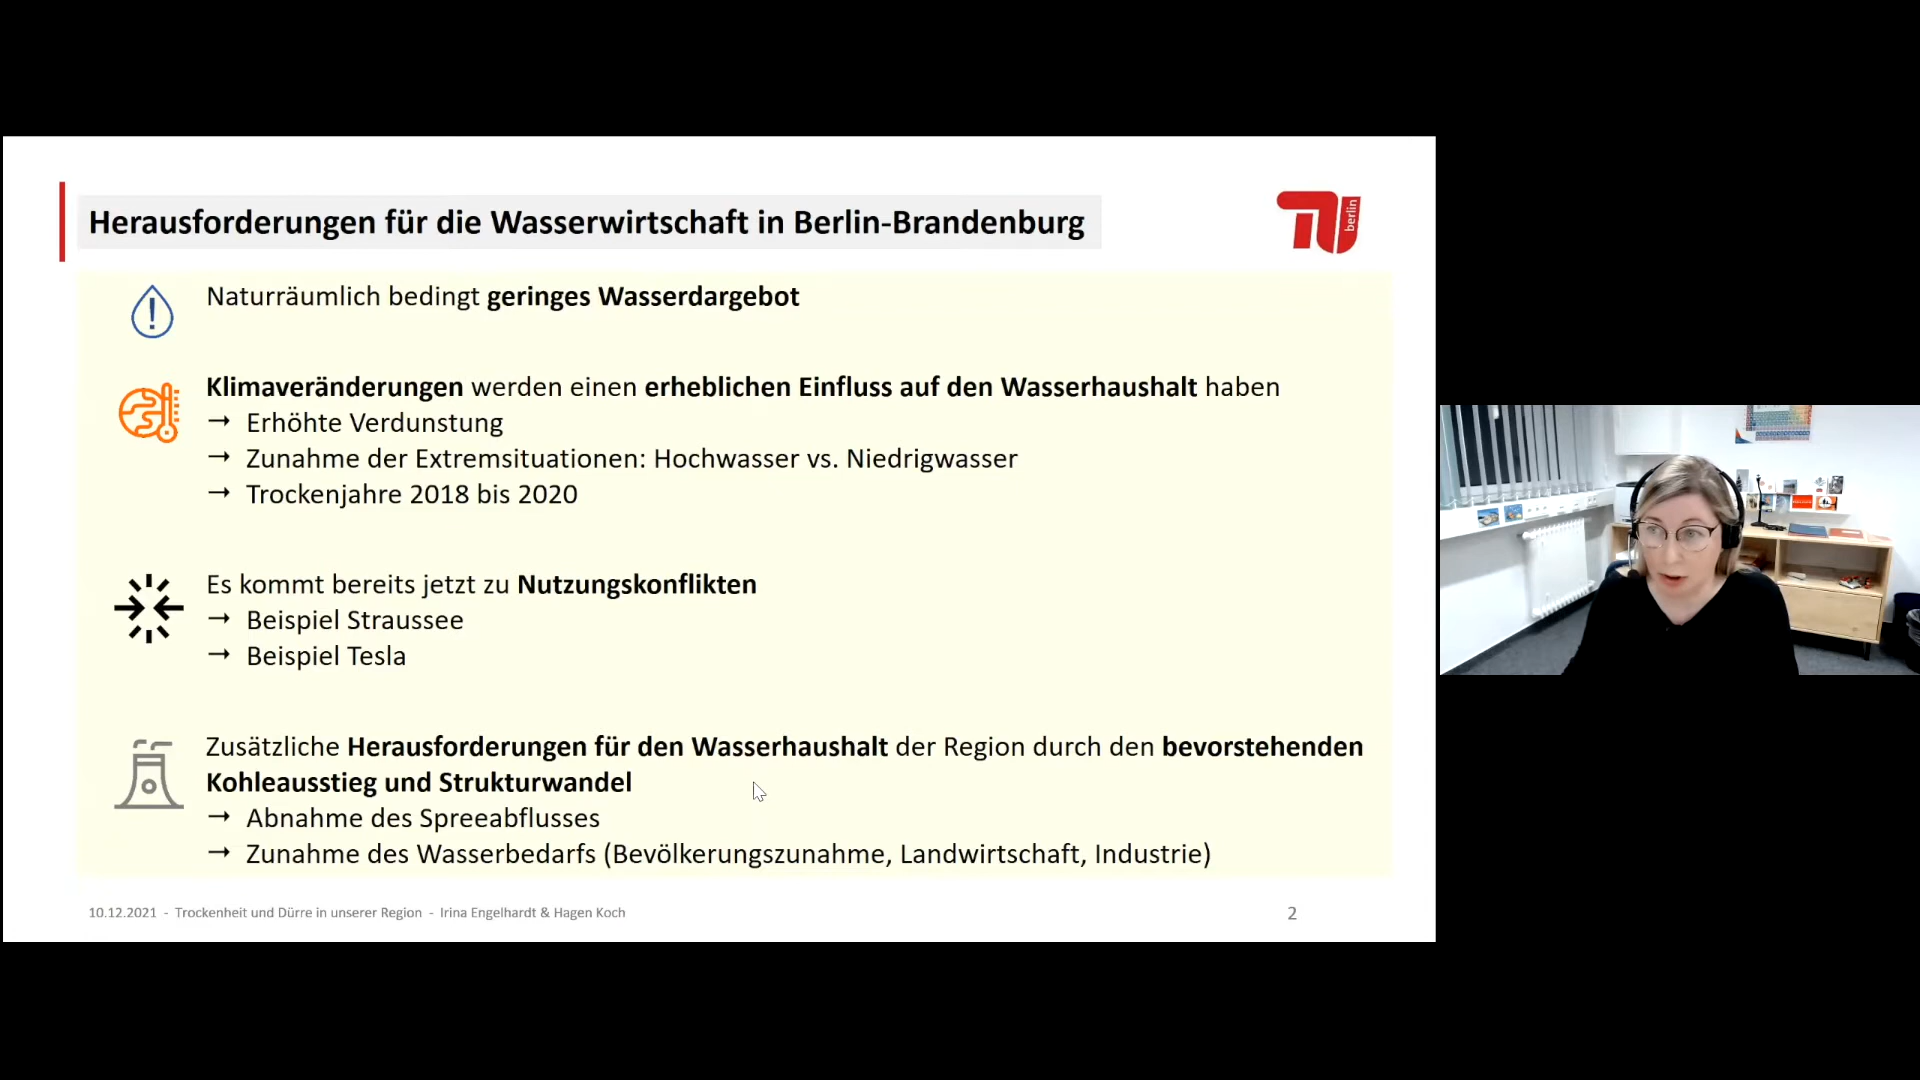 Herausforderungen für die Wasserwirtschaft in Berlin-Brandenburg
berlin
Naturräumlich bedingt geringes Wasserdargebot
Klimaveränderungen werden einen erheblichen Einfluss auf den Wasserhaushalt haben
→ Erhöhte Verdunstung
→ Zunahme der Extremsituationen: Hochwasser vs. Niedrigwasser
→ Trockenjahre 2018 bis 2020
Es kommt bereits jetzt zu Nutzungskonflikten
→ Beispiel Straussee
→ Beispiel Tesla
Zusätzliche Herausforderungen für den Wasserhaushalt der Region durch den bevorstehenden
Kohleausstieg und Strukturwandel
→ Abnahme des Spreeabflusses
→ Zunahme des Wasserbedarfs (Bevölkerungszunahme, Landwirtschaft, Industrie)
10.12.2021 - Trockenheit und Dürre in unserer Region - Irina Engelhardt & Hagen Koch
2